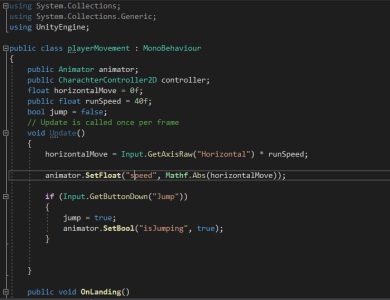 using System.Collections;
using System.Collections.Generic;
using UnityEngine;
public class playerMovement : MonoBehaviour
{
public Animator animator;
public CharachterController2D controller;
float horizontalMove = 0f;
public float runSpeed = 40f;
bool jump = false;
// Update is called once per frame
void Update()
{
horizontalMove = Input.GetAxisRaw("Horizontal") * runSpeed;
animator.SetFloat("speed", Mathf.Abs(horizontalMove));
if (Input.GetButtonDown("Jump"))
{
jump = true;
animator.SetBool("isJumping", true);
}
}
public void OnLanding()